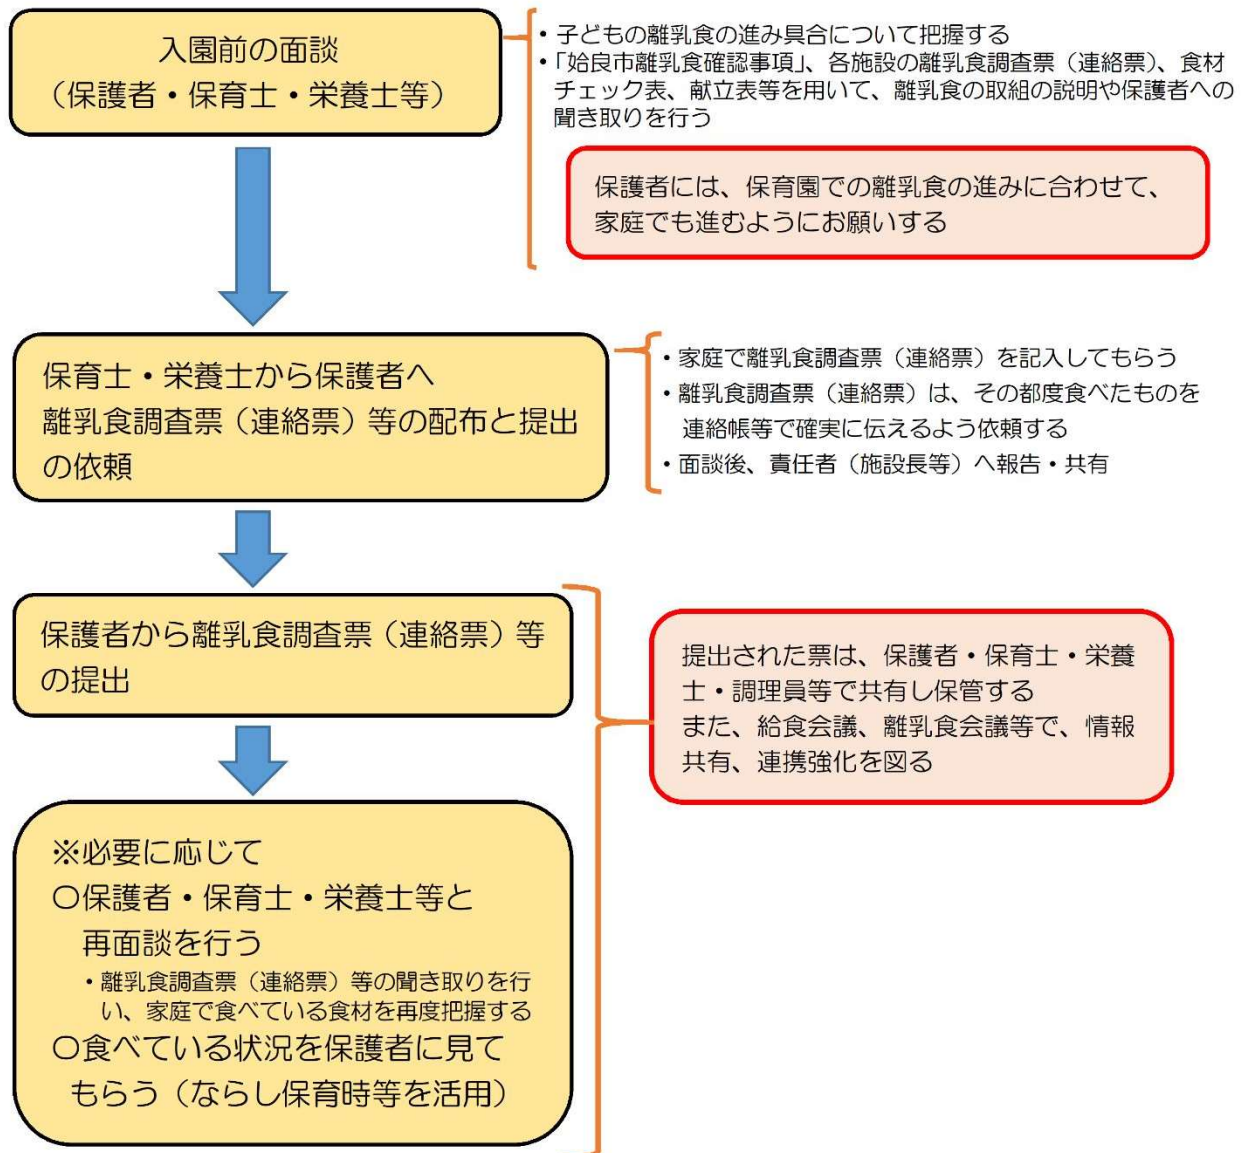 入園前の面談
（保護者・保育士・栄養士等）
・子どもの離乳食の進み具合について把握する
・「姶良市離乳食確認事項」、各施設の離乳食調査票（連絡票）、食材
チェック表、献立表等を用いて、離乳食の取組の説明や保護者への
聞き取りを行う
保護者には、保育園での離乳食の進みに合わせて、
家庭でも進むようにお願いする
保育士・栄養士から保護者へ
離乳食調査票（連絡票）等の配布と提出
の依頼
・家庭で離乳食調査票（連絡票）を記入してもらう
・離乳食調査票（連絡票）は、その都度食べたものを
連絡帳等で確実に伝えるよう依頼する
・面談後、責任者（施設長等）へ報告・共有
保護者から離乳食調査票（連絡票）等
の提出
提出された票は、保護者・保育士・栄養
士・調理員等で共有し保管する
また、給食会議、離乳食会議等で、情報
共有、連携強化を図る
※必要に応じて
〇保護者・保育士・栄養士等と
再面談を行う
・離乳食調査票（連絡票）等の聞き取りを行
い、家庭で食べている食材を再度把握する
〇食べている状況を保護者に見て
もらう（ならし保育時等を活用）